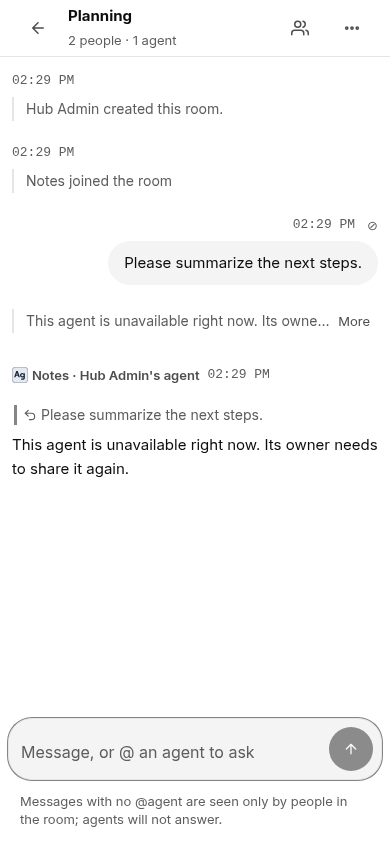 Planning
2 people · 1 agent
02:29 PM
Hub Admin created this room.
02:29 PM
Notes joined the room
02:29 PM
Please summarize the next steps.
This agent is unavailable right now. Its owne... More
Ag Notes · Hub Admin's agent 02:29 PM
Please summarize the next steps.
This agent is unavailable right now. Its owner needs
to share it again.
Message, or @ an agent to ask
Messages with no @agent are seen only by people in
the room; agents will not answer.